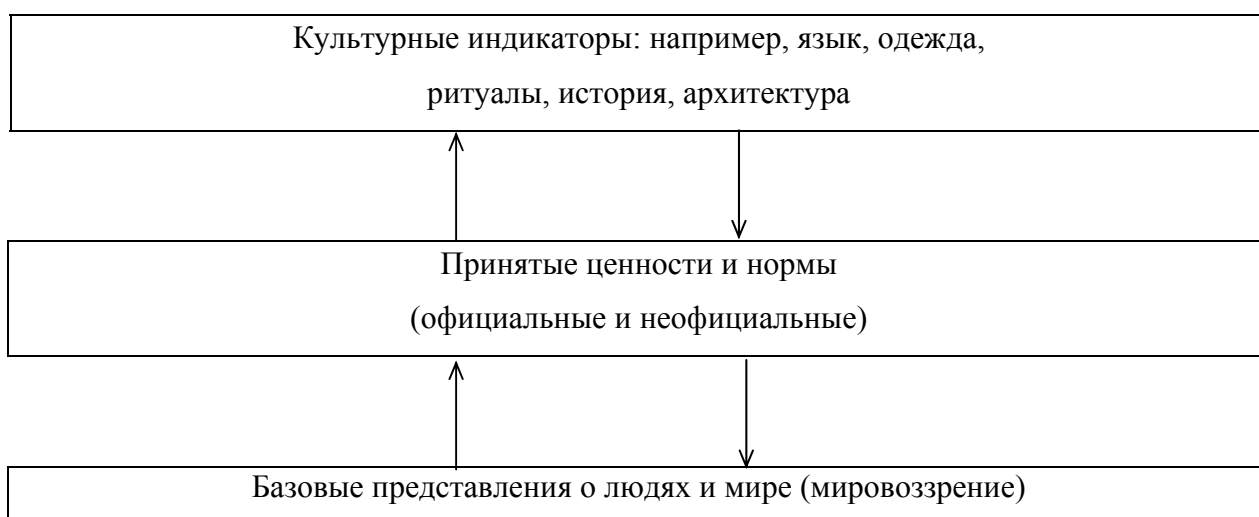 Культурные индикаторы: например, язык, одежда,
ритуалы, история, архитектура
Принятые ценности и нормы
(официальные и неофициальные)
Базовые представления о людях и мире (мировоззрение)